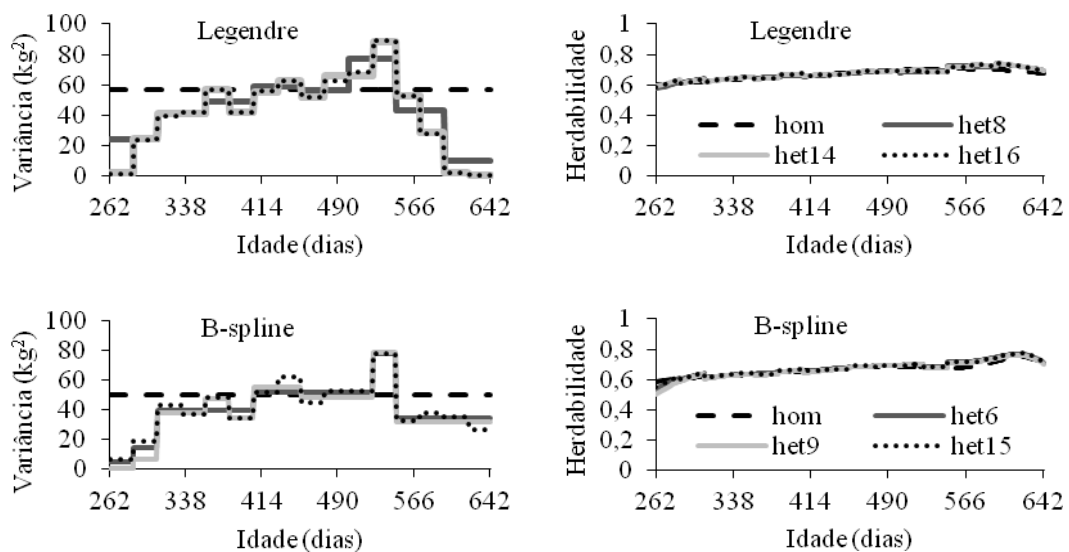 Legendre
Variância (kg²)
100
80
60
40
20
0
262 338 414 490 566 642
Idade (dias)
Legendre
Herdabilidade
1
0,8
0,6
0,4
0,2
0
hom het8
het14 het16
262 338 414 490 566 642
Idade (dias)
B-spline
Variância (kg²)
100
80
60
40
20
0
262 338 414 490 566 642
Idade (dias)
B-spline
Herdabilidade
1
0,8
0,6
0,4
0,2
0
hom het6
het9 het15
262 338 414 490 566 642
Idade (dias)